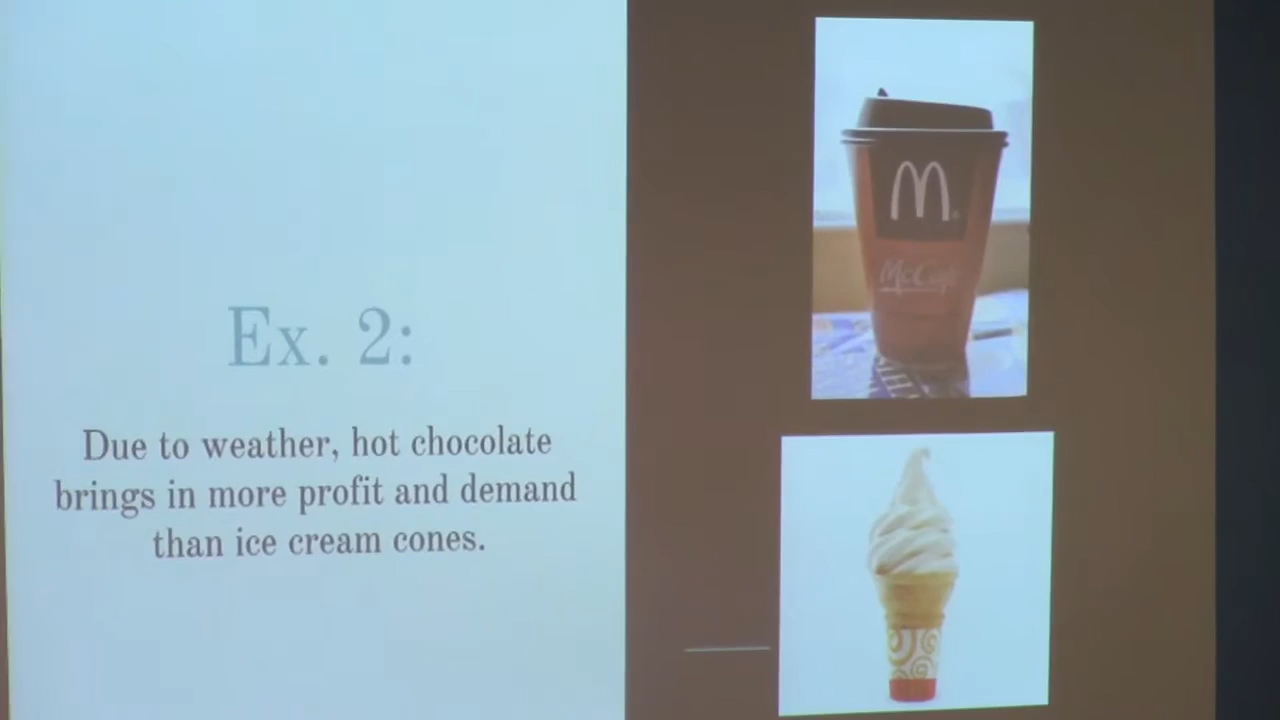 Ex. 2:
Due to weather, hot chocolate
brings in more profit and demand
than ice cream cones.
M
McCafé